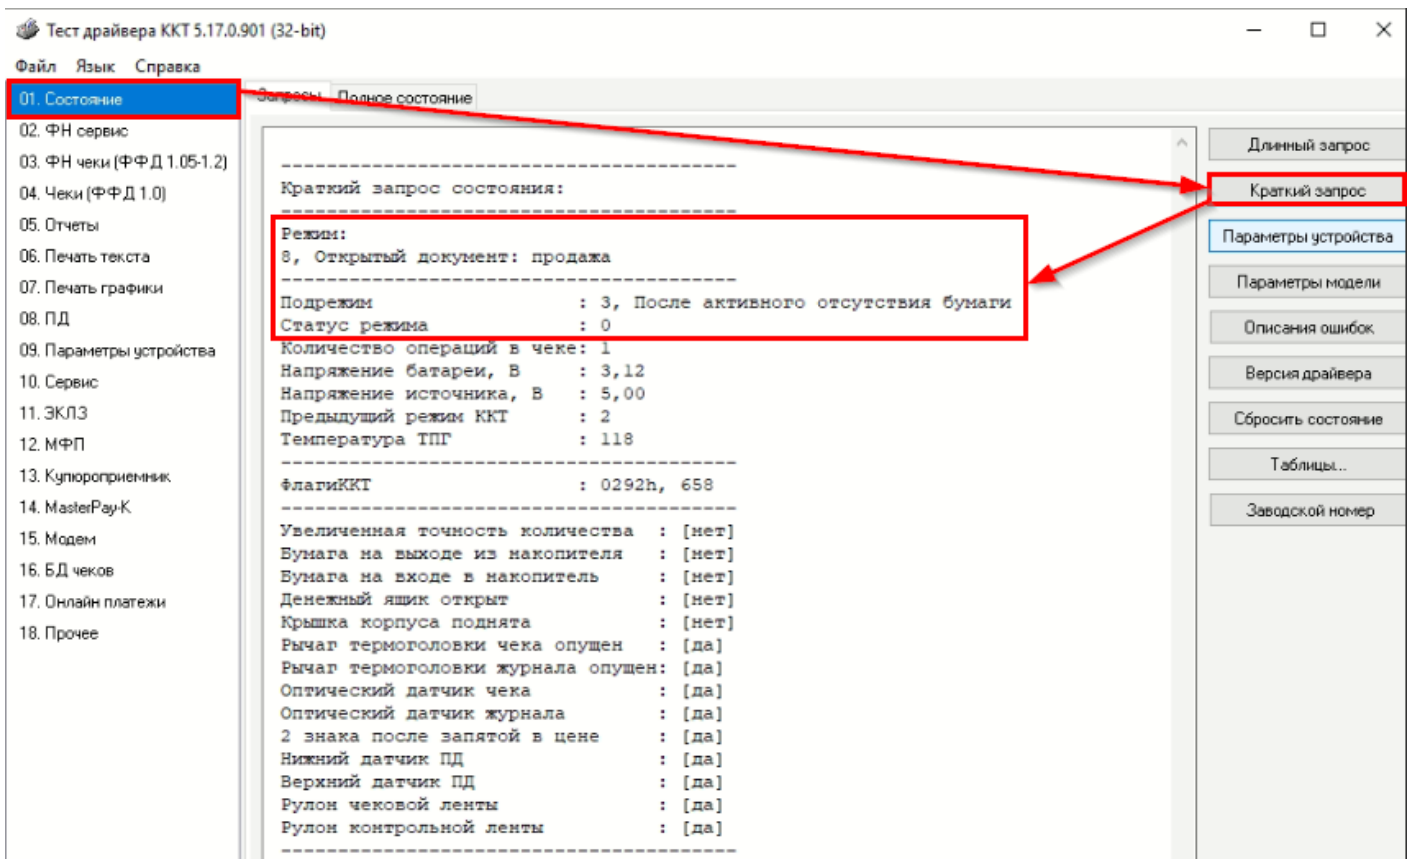 Тест драйвера ККТ 5.17.0.901 (32-bit)
Файл Язык Справка
01. Состояние
02. ФН сервис
03. ФН чеки (ФФД 1.05-1.2)
04. Чеки (ФФД 1.0)
05. Отчеты
06. Печать текста
07. Печать графики
08. ПД
09. Параметры устройства
10. Сервис
11. ЭКЛЗ
12. МФП
13. Купюроприемник
14. MasterPay-K
15. Модем
16. БД чеков
17. Онлайн платежи
18. Прочее
Запросы Полное состояние
----------------------------------------
Краткий запрос состояния:
----------------------------------------
Режим:
8, Открытый документ: продажа
----------------------------------------
Подрежим : 3, После активного отсутствия бумаги
Статус режима : 0
Количество операций в чеке: 1
Напряжение батареи, В : 3,12
Напряжение источника, В : 5,00
Предыдущий режим ККТ : 2
Температура ТПГ : 118
----------------------------------------
ФлагиККТ : 0292h, 658
----------------------------------------
Увеличенная точность количества : [нет]
Бумага на выходе из накопителя : [нет]
Бумага на входе в накопитель : [нет]
Денежный ящик открыт : [нет]
Крышка корпуса поднята : [нет]
Рычаг термоголовки чека опущен : [да]
Рычаг термоголовки журнала опущен: [да]
Оптический датчик чека : [да]
Оптический датчик журнала : [да]
2 знака после запятой в цене : [да]
Нижний датчик ПД : [да]
Верхний датчик ПД : [да]
Рулон чековой ленты : [да]
Рулон контрольной ленты : [да]
----------------------------------------
Длинный запрос
Краткий запрос
Параметры устройства
Параметры модели
Описания ошибок
Версия драйвера
Сбросить состояние
Таблицы...
Заводской номер